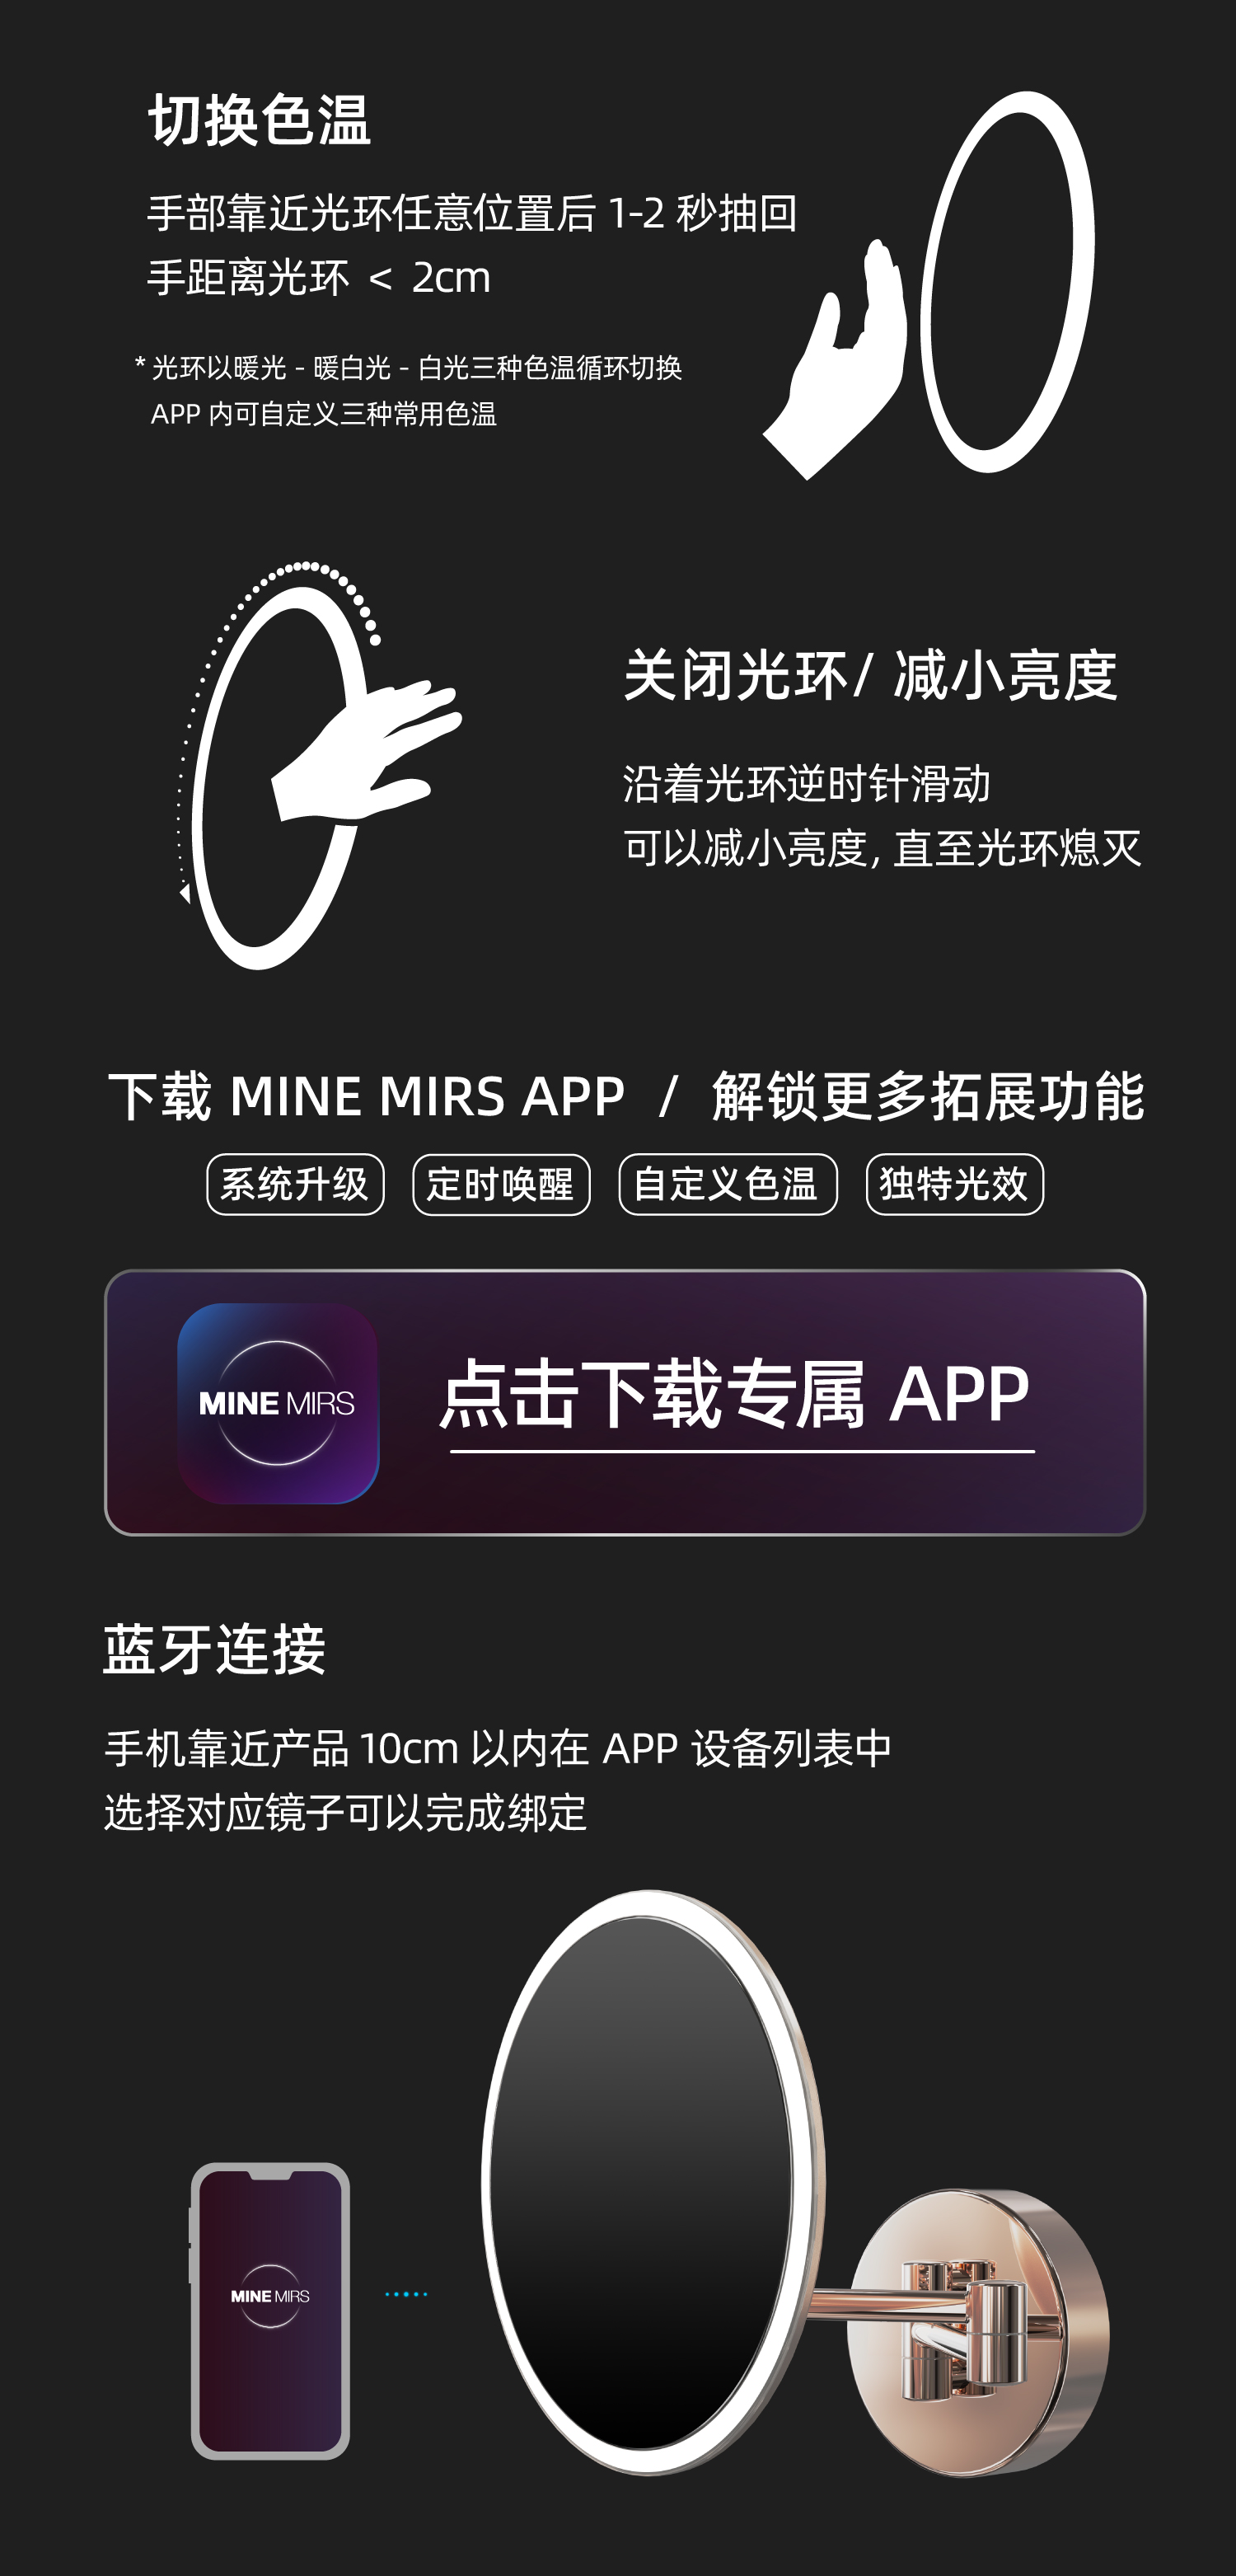 切换色温
手部靠近光环任意位置后 1-2 秒抽回
手距离光环 < 2cm
* 光环以暖光 - 暖白光 - 白光三种色温循环切换
APP 内可自定义三种常用色温
关闭光环/ 减小亮度
沿着光环逆时针滑动
可以减小亮度, 直至光环熄灭
下载 MINE MIRS APP / 解锁更多拓展功能
系统升级 定时唤醒 自定义色温 独特光效
MINE MIRS
点击下载专属 APP
蓝牙连接
手机靠近产品 10cm 以内在 APP 设备列表中
选择对应镜子可以完成绑定
MINE MIRS